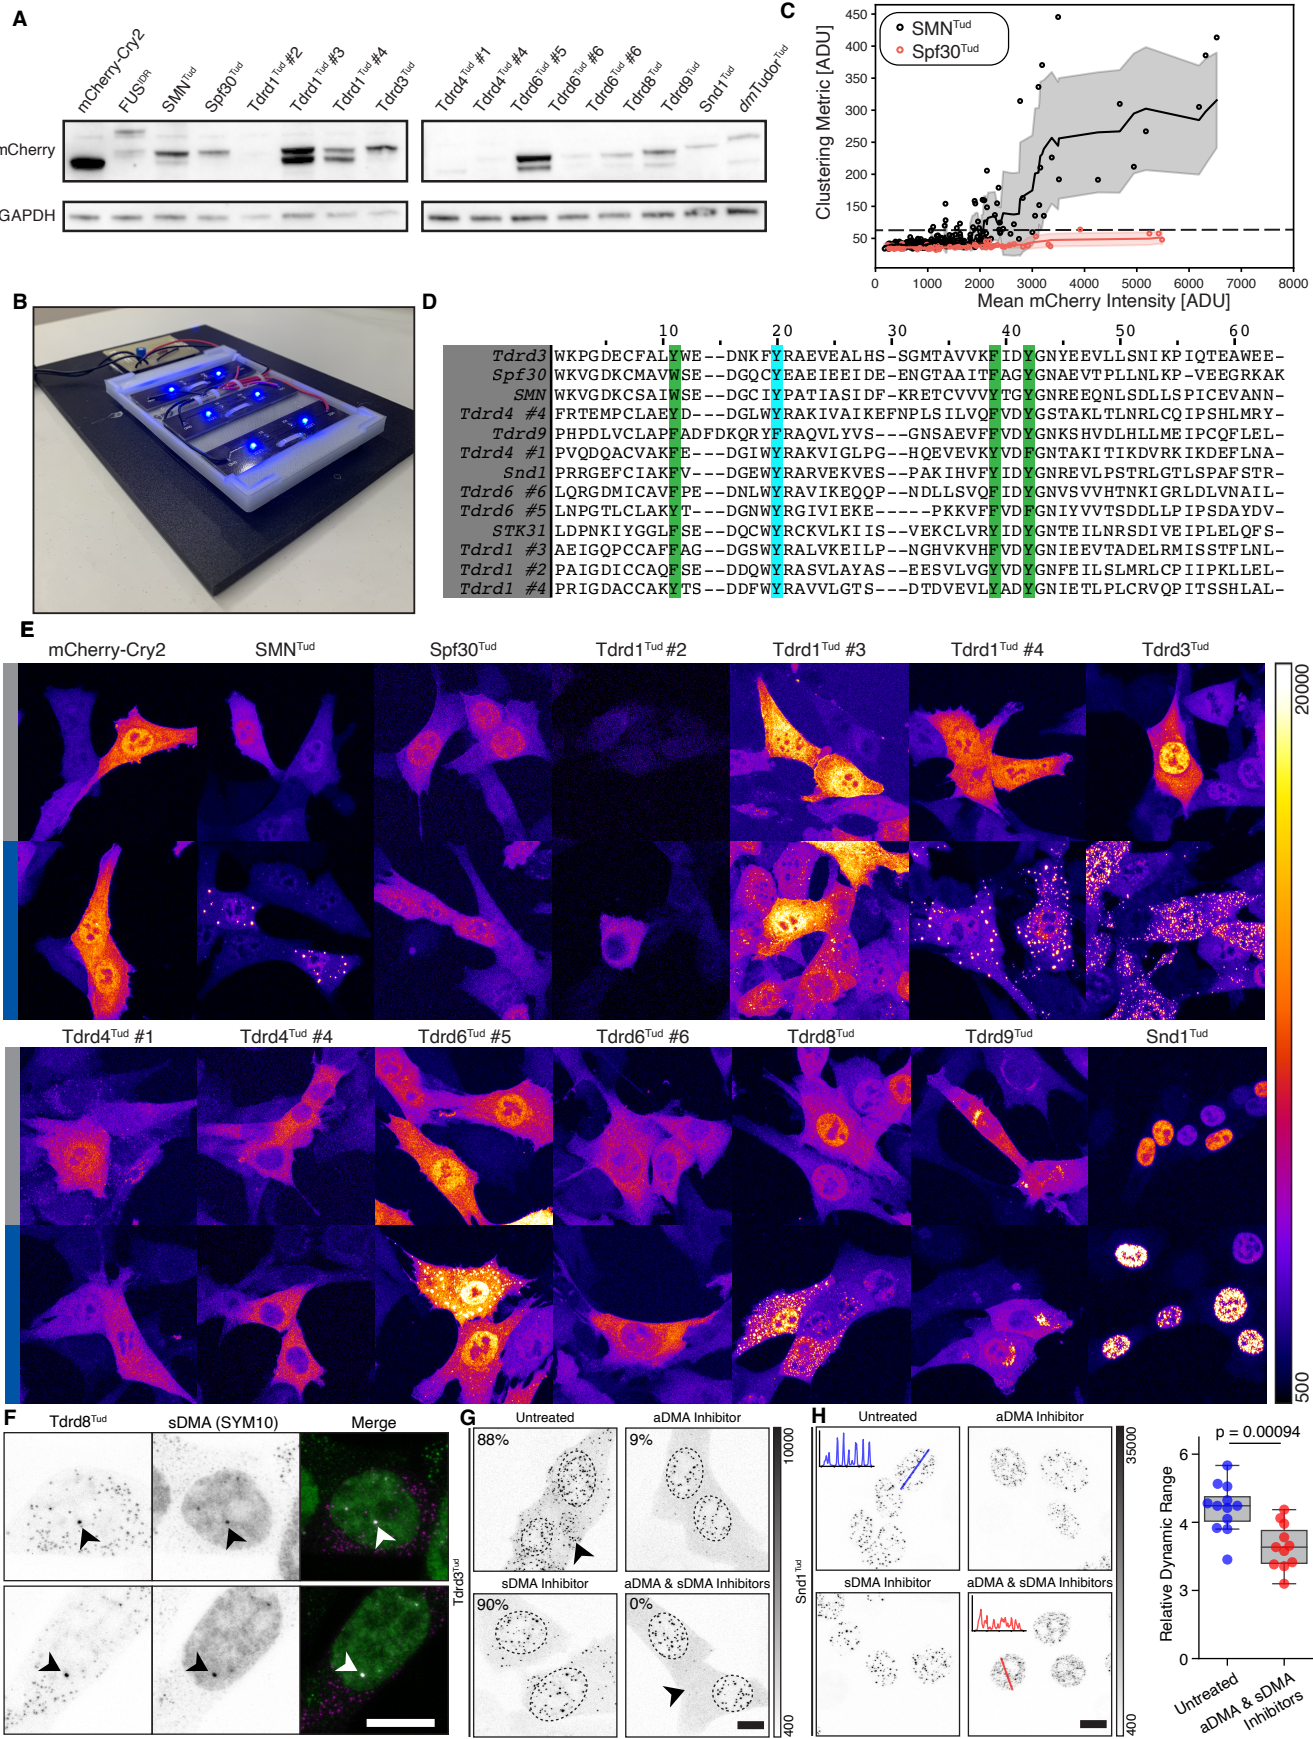 A
mCherry-Cry2
FUS^IDR
SMN^Tud
Spf30^Tud
Tdrd1^Tud #2
Tdrd1^Tud #3
Tdrd1^Tud #4
Tdrd3^Tud
Tdrd4^Tud #1
Tdrd4^Tud #4
Tdrd6^Tud #5
Tdrd6^Tud #6
Tdrd6^Tud #6
Tdrd8^Tud
Tdrd9^Tud
Snd1^Tud
dmTudor^Tud
mCherry
GAPDH
C
Clustering Metric [ADU]
450
400
350
300
250
200
150
100
50
SMN^Tud
Spf30^Tud
0 1000 2000 3000 4000 5000 6000 7000 8000
Mean mCherry Intensity [ADU]
B
D
10 20 30 40 50 60
Tdrd3 WKPGDECFALYWE--DNKFYRAEVEALHS-SGMTAVVKFIDYGNYEEVLLSNIKPIQTEAWEE-
Spf30 WKVGDKCMAVWSE--DGQCYEAEIEEIDE-ENGTAAITFAGYGNAEVTPLLNLKP-VEEGRKAK
SMN WKVGDKCSAIWSE--DGCIYPATIASIDF-KRETCVVVYTGYGNREEQNLSDLLSPICEVANN-
Tdrd4 #4 FRTEMPCLAEYD---DGLWYRAKIVAIKEFNPLSILVQFVDYGSTAKLTLNRLCQIPSHLMRY-
Tdrd9 PHPDLVCLAPFADFDKQRYFRAQVLYVS---GNSAEVFFVDYGNKSHVDLHLLMEIPCQFLEL-
Tdrd4 #1 PVQDQACVAKFE---DGIWYRAKVIGLPG-HQEVEVKYVDFGNTAKITIKDVRKIKDEFLNA-
Snd1 PRRGEFCIAKFV---DGEWYRARVEKVES-PAKIHVFYIDYGNREVLPSTRLGTLSPAFSTR-
Tdrd6 #6 LQRGDMICAVFPE--DNLWYRAVIKEQQP-NDLLSVQFIDYGNVSVVHTNKIGRLDLVNAIL-
Tdrd6 #5 LNPGTLCLAKYT---DGNWYRGIVIEKE----PKKVFFVDFGNIYVVTSDDLLPIPSDAYDV-
STK31 LDPNKIYGGLFSED--DQCWYRCKVLKIIS-VEKCLVRYIDYGNTEILNRSDIVEIPLELQFS-
Tdrd1 #3 AEIGQPCCAFFAG--DGSWYRALVKEILP-NGHVKVHFVDYGNIEEVTADELRMISSTFLNL-
Tdrd1 #2 PAIGDICCAQFSE--DDQWYRASVLAYAS-EESVLVGYVDYGNFEILSLMRLCPIIPKLLEL-
Tdrd1 #4 PRIGDACCAKYTS--DDFWYRAVVLGTS---DTDVEVLYADYGNIETLPLCRVQPITSSHLAL-
E
mCherry-Cry2 SMN^Tud Spf30^Tud Tdrd1^Tud #2 Tdrd1^Tud #3 Tdrd1^Tud #4 Tdrd3^Tud
20000
Tdrd4^Tud #1 Tdrd4^Tud #4 Tdrd6^Tud #5 Tdrd6^Tud #6 Tdrd8^Tud Tdrd9^Tud Snd1^Tud
500
F
Tdrd8^Tud sDMA (SYM10) Merge
G
Tdrd3^Tud
Untreated aDMA Inhibitor
88% 9%
sDMA Inhibitor aDMA & sDMA Inhibitors
90% 0%
10000
400
H
Snd1^Tud
Untreated aDMA Inhibitor
sDMA Inhibitor aDMA & sDMA Inhibitors
35000
400
p = 0.00094
Relative Dynamic Range
6
4
3
0
Untreated
aDMA & sDMA
Inhibitors